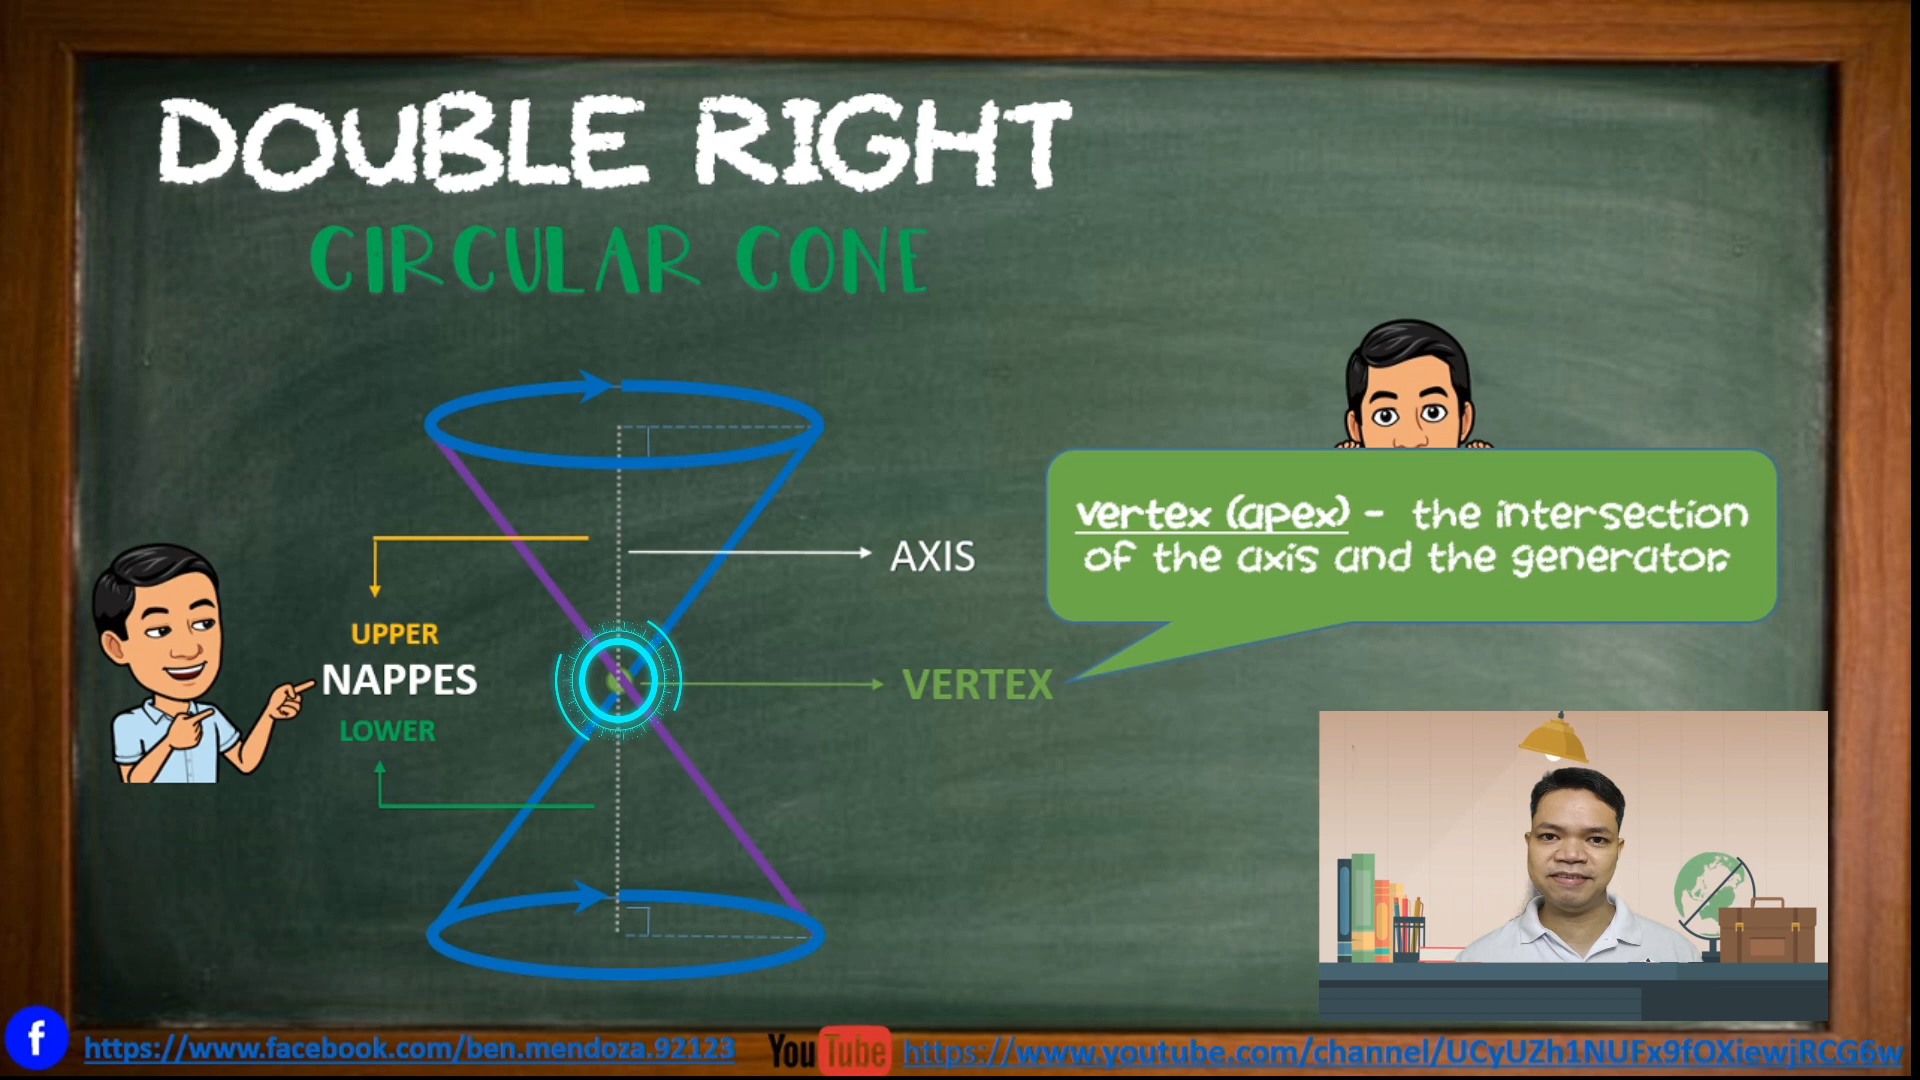 DOUBLE RIGHT
CIRCULAR CONE
vertex (apex) - the intersection
of the axis and the generator.
AXIS
UPPER
NAPPES
LOWER
VERTEX
f
https://www.facebook.com/ben.mendoza.92123
YouTube
https://www.youtube.com/channel/UCyUZh1NUFx9fOXiewjRCG6w